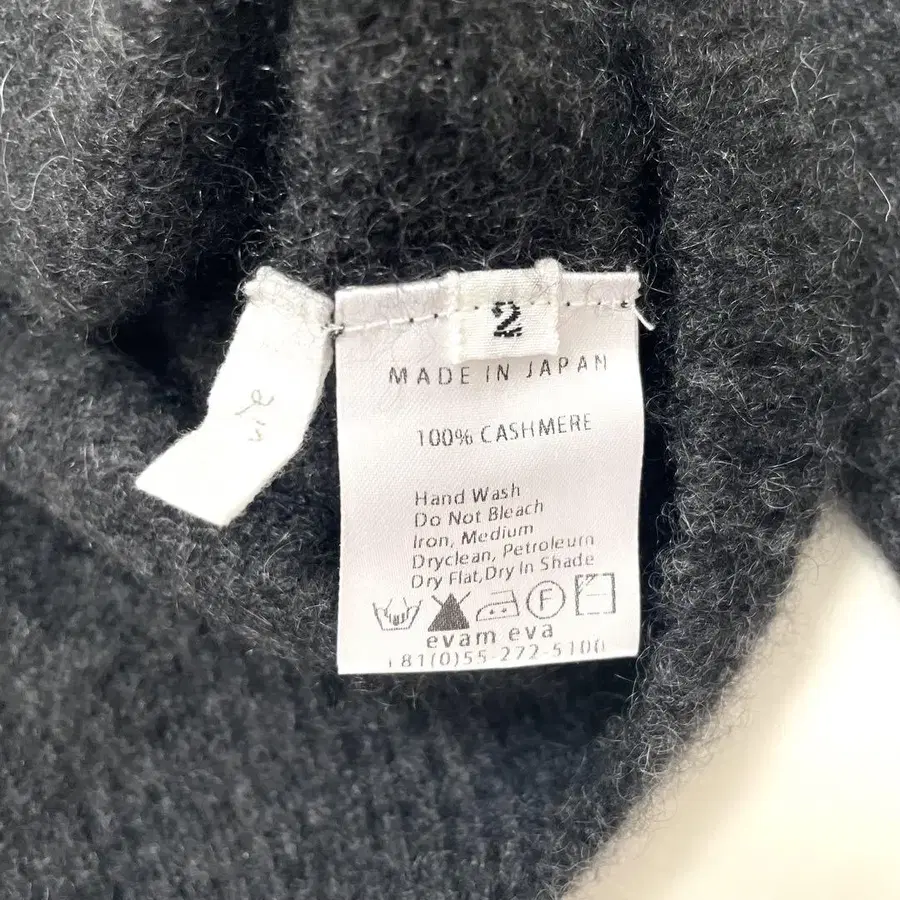 2
MADE IN JAPAN
100% CASHMERE
Hand Wash
Do Not Bleach
Iron, Medium
Dryclean, Petroleum
Dry Flat,Dry In Shade
F
evam eva
81(0)55-272-5100